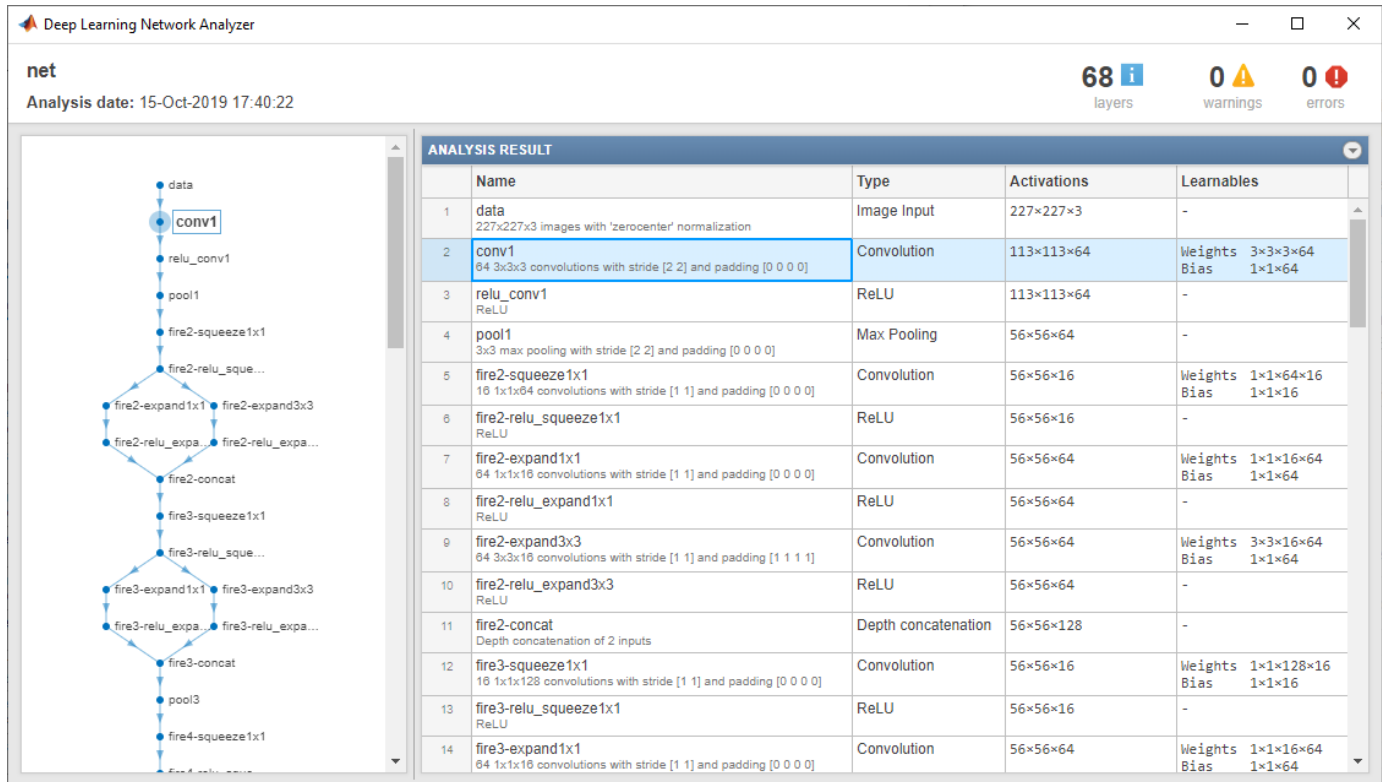 Deep Learning Network Analyzer
net
Analysis date: 15-Oct-2019 17:40:22
68 i
layers
0
warnings
0
errors
data
conv1
relu_conv1
pool1
fire2-squeeze1x1
fire2-relu_sque...
fire2-expand1x1 fire2-expand3x3
fire2-relu_expa... fire2-relu_expa...
fire2-concat
fire3-squeeze1x1
fire3-relu_sque...
fire3-expand1x1 fire3-expand3x3
fire3-relu_expa... fire3-relu_expa...
fire3-concat
pool3
fire4-squeeze1x1
ANALYSIS RESULT
Name Type Activations Learnables
1 data Image Input 227×227×3 -
227x227x3 images with 'zerocenter' normalization
2 conv1 Convolution 113×113×64 Weights 3×3×3×64
64 3x3x3 convolutions with stride [2 2] and padding [0 0 0 0] Bias 1×1×64
3 relu_conv1 ReLU 113×113×64 -
ReLU
4 pool1 Max Pooling 56×56×64 -
3x3 max pooling with stride [2 2] and padding [0 0 0 0]
5 fire2-squeeze1x1 Convolution 56×56×16 Weights 1×1×64×16
16 1x1x64 convolutions with stride [1 1] and padding [0 0 0 0] Bias 1×1×16
6 fire2-relu_squeeze1x1 ReLU 56×56×16 -
ReLU
7 fire2-expand1x1 Convolution 56×56×64 Weights 1×1×16×64
64 1x1x16 convolutions with stride [1 1] and padding [0 0 0 0] Bias 1×1×64
8 fire2-relu_expand1x1 ReLU 56×56×64 -
ReLU
9 fire2-expand3x3 Convolution 56×56×64 Weights 3×3×16×64
64 3x3x16 convolutions with stride [1 1] and padding [1 1 1 1] Bias 1×1×64
10 fire2-relu_expand3x3 ReLU 56×56×64 -
ReLU
11 fire2-concat Depth concatenation 56×56×128 -
Depth concatenation of 2 inputs
12 fire3-squeeze1x1 Convolution 56×56×16 Weights 1×1×128×16
16 1x1x128 convolutions with stride [1 1] and padding [0 0 0 0] Bias 1×1×16
13 fire3-relu_squeeze1x1 ReLU 56×56×16 -
ReLU
14 fire3-expand1x1 Convolution 56×56×64 Weights 1×1×16×64
64 1x1x16 convolutions with stride [1 1] and padding [0 0 0 0] Bias 1×1×64